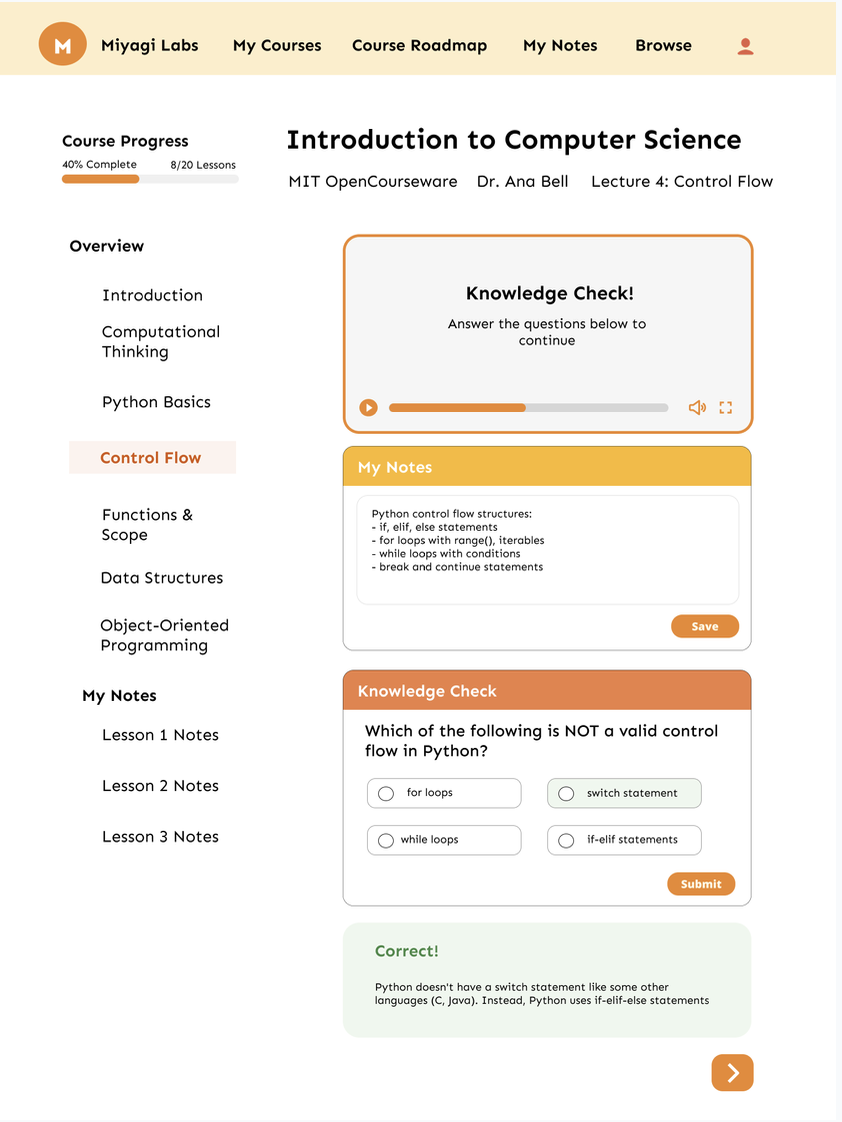 M Miyagi Labs My Courses Course Roadmap My Notes Browse
Course Progress
40% Complete 8/20 Lessons
Introduction to Computer Science
MIT OpenCourseware Dr. Ana Bell Lecture 4: Control Flow
Overview
Introduction
Computational
Thinking
Python Basics
Control Flow
Functions &
Scope
Data Structures
Object-Oriented
Programming
My Notes
Lesson 1 Notes
Lesson 2 Notes
Lesson 3 Notes
Knowledge Check!
Answer the questions below to
continue
My Notes
Python control flow structures:
- if, elif, else statements
- for loops with range(), iterables
- while loops with conditions
- break and continue statements
Save
Knowledge Check
Which of the following is NOT a valid control
flow in Python?
for loops
switch statement
while loops
if-elif statements
Submit
Correct!
Python doesn't have a switch statement like some other
languages (C, Java). Instead, Python uses if-elif-else statements